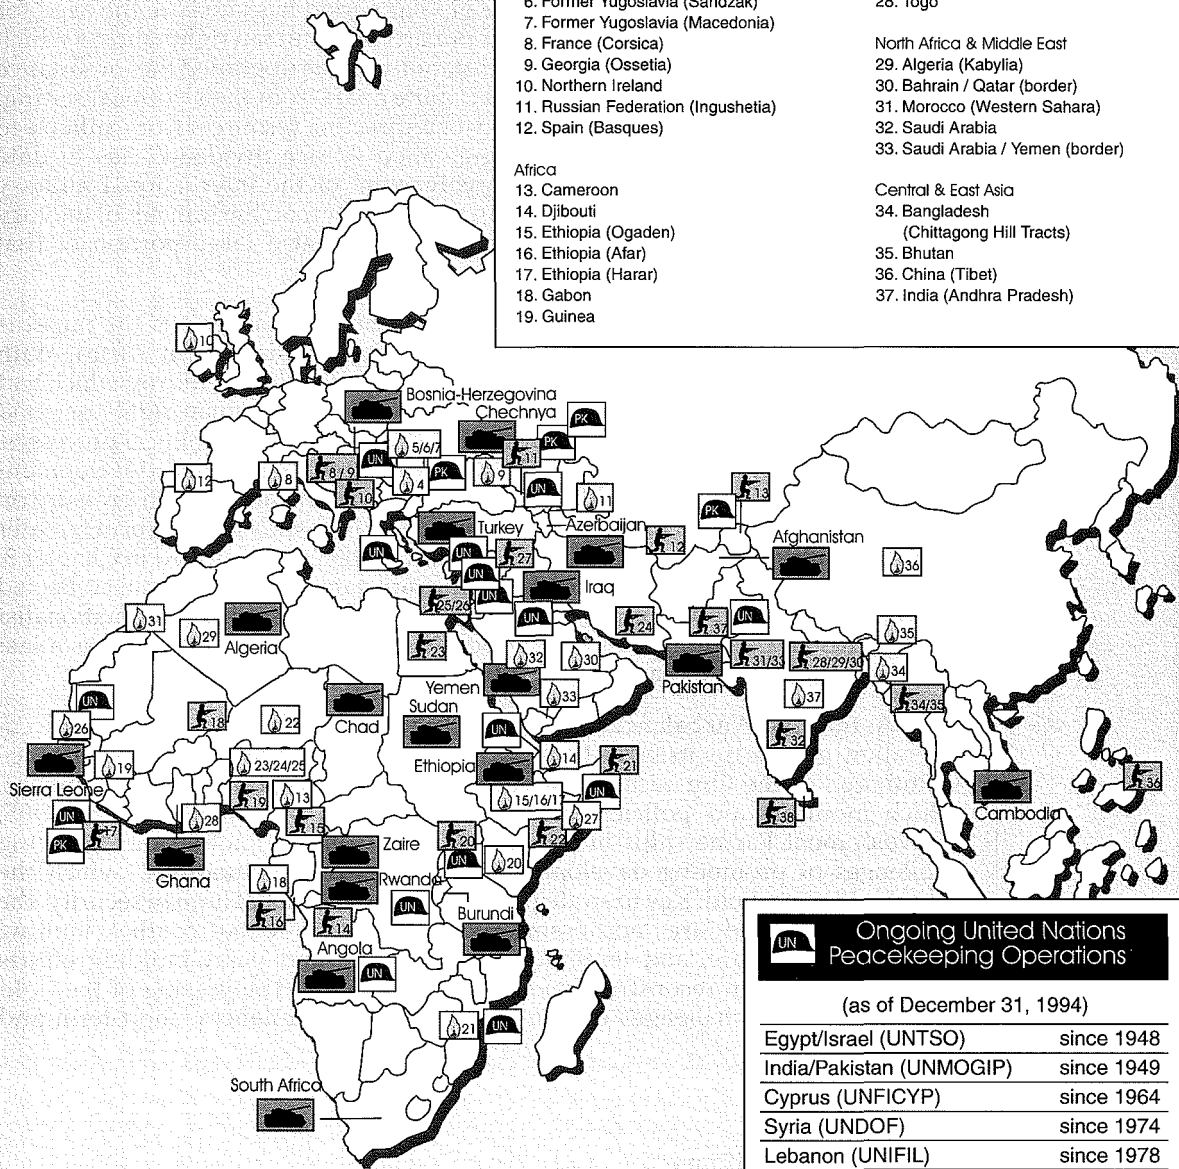 6. Former Yugoslavia (Sandzak)
7. Former Yugoslavia (Macedonia)
8. France (Corsica)
9. Georgia (Ossetia)
10. Northern Ireland
11. Russian Federation (Ingushetia)
12. Spain (Basques)
Africa
13. Cameroon
14. Djibouti
15. Ethiopia (Ogaden)
16. Ethiopia (Afar)
17. Ethiopia (Harar)
18. Gabon
19. Guinea
28. Togo
North Africa & Middle East
29. Algeria (Kabylia)
30. Bahrain / Qatar (border)
31. Morocco (Western Sahara)
32. Saudi Arabia
33. Saudi Arabia / Yemen (border)
Central & East Asia
34. Bangladesh
(Chittagong Hill Tracts)
35. Bhutan
36. China (Tibet)
37. India (Andhra Pradesh)
10
Bosnia-Herzegovina
Chechnya
PK
PK
5/6/7
11
UN
8/9
PK
12
8
10
4
9
UN
11
13
PK
UN
Turkey
Azerbaijan
12
Afghanistan
UN
27
36
UN
Iraq
25/26
UN
UN
31
29
Algeria
23
24
37
UN
35
32
30
Pakistan
31/33
28/29/30
34
Yemen
33
37
34/35
UN
26
18
22
Chad
Sudan
UN
32
19
23/24/25
Ethiopia
14
21
36
Sierra Leone
19
13
15/16/17
UN
Cambodia
UN
28
15
27
38
PK
17
Ghana
Zaire
20
22
UN
20
18
Rwanda
16
14
UN
Burundi
Angola
UN
21
UN
South Africa
UN
Ongoing United Nations
Peacekeeping Operations
(as of December 31, 1994)
Egypt/Israel (UNTSO) since 1948
India/Pakistan (UNMOGIP) since 1949
Cyprus (UNFICYP) since 1964
Syria (UNDOF) since 1974
Lebanon (UNIFIL) since 1978